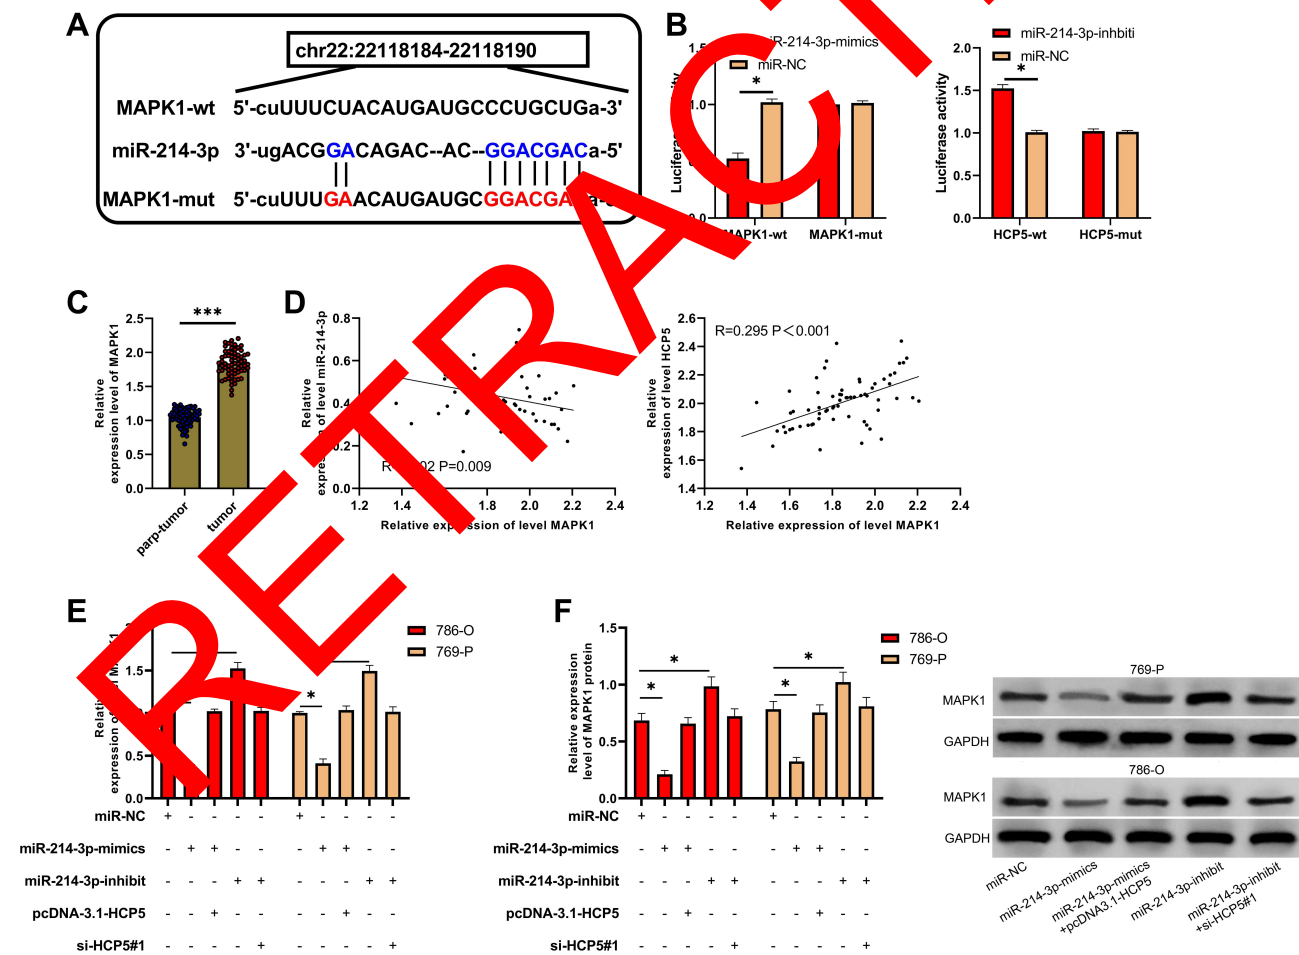 RETRACT
A
chr22:22118184-22118190
MAPK1-wt 5'-cuUUUCUACAUGAUGCCCUGCUGa-3'
miR-214-3p 3'-ugACGGACAGAC--AC--GGACGACa-5'
MAPK1-mut 5'-cuUUUGAACAUGAUGCGGACGA
B
miR-214-3p-mimics
miR-NC
*
Luciferase
MAPK1-wt MAPK1-mut
miR-214-3p-inhbiti
miR-NC
*
Luciferase activity
2.0
1.5
1.0
0.5
0.0
HCP5-wt HCP5-mut
C
Relative
expression level of MAPK1
2.5
2.0
1.5
1.0
0.5
0.0
***
parp-tumor
tumor
D
Relative
of level miR-214-3p
0.8
0.6
0.4
0.2
0.0
P=0.009
1.2 1.4 1.8 2.0 2.2 2.4
Relative expression of level MAPK1
Relative
expression of level HCP5
2.6
2.4
2.2
2.0
1.8
1.6
1.4
R=0.295 P<0.001
1.2 1.4 1.6 1.8 2.0 2.2 2.4
Relative expression of level MAPK1
E
Relative
expression
1.5
0.5
0.0
*
786-O
769-P
miR-NC + - - - - + - - - -
miR-214-3p-mimics - + + - - - + + - -
miR-214-3p-inhibit - - - + + - - - + +
pcDNA-3.1-HCP5 - - + - - - - + - -
si-HCP5#1 - - - - + - - - - +
F
Relative expression
level of MAPK1 protein
1.5
1.0
0.5
0.0
*
*
*
*
786-O
769-P
miR-NC + - - - - + - - - -
miR-214-3p-mimics - + + - - - + + - -
miR-214-3p-inhibit - - - + + - - - + +
pcDNA-3.1-HCP5 - - + - - - - + - -
si-HCP5#1 - - - - + - - - - +
769-P
MAPK1
GAPDH
786-O
MAPK1
GAPDH
miR-NC
miR-214-3p-mimics
miR-214-3p-mimics
+pcDNA3.1-HCP5
miR-214-3p-inhibit
miR-214-3p-inhibit
+si-HCP5#1